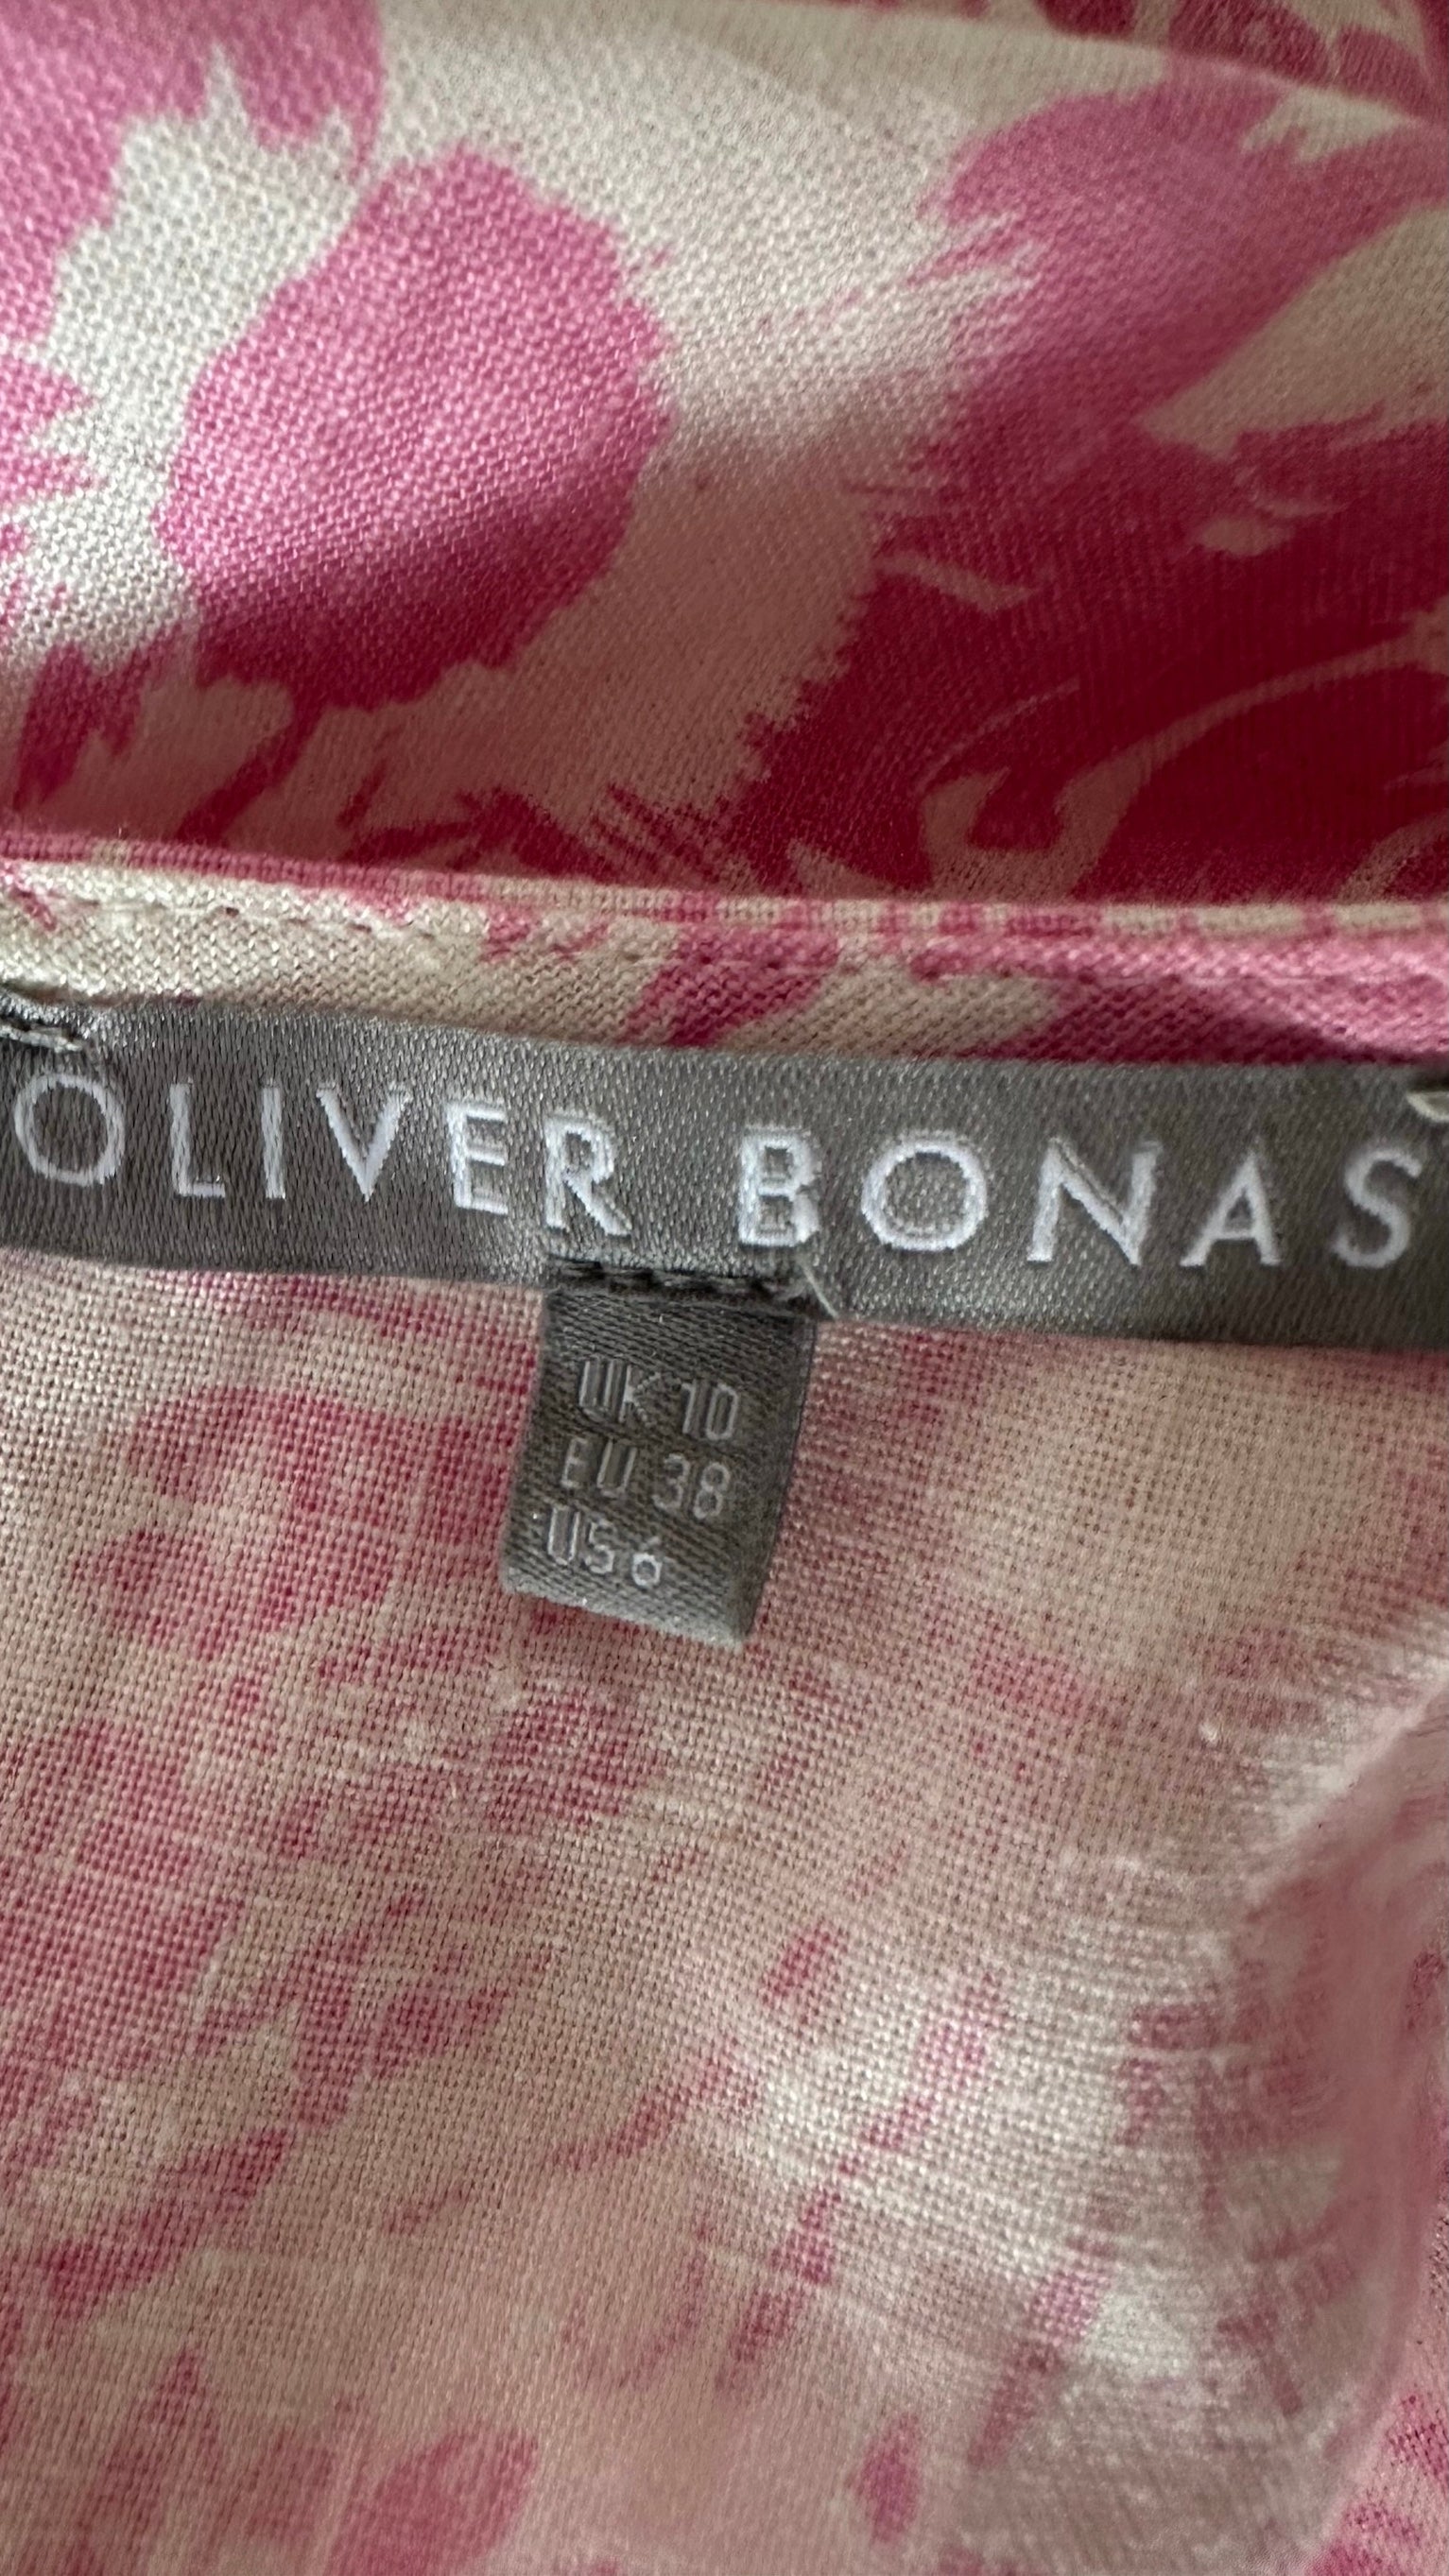 OLIVER BONAS
UK 10
EU 38
US 6